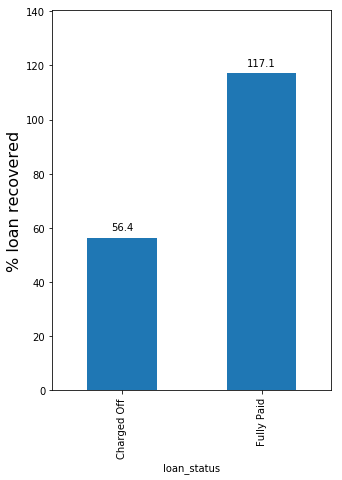 140
120
100
80
60
40
20
0
% loan recovered
56.4
117.1
Charged Off
Fully Paid
loan_status